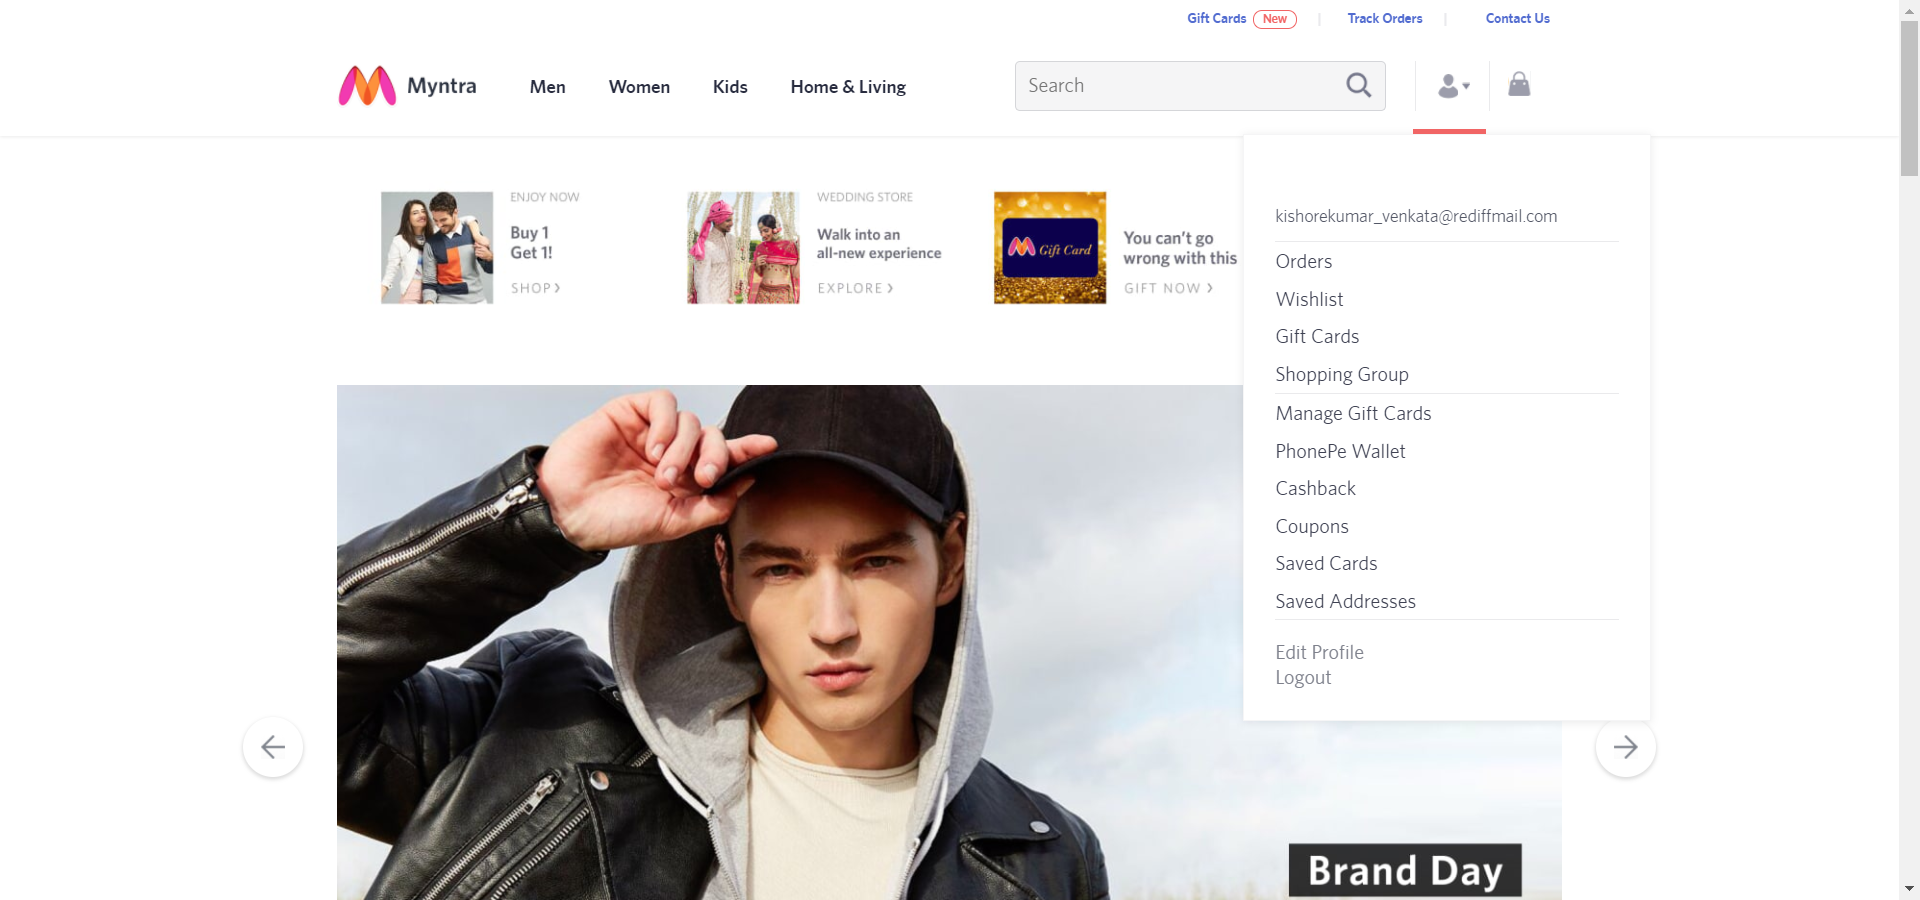 Gift Cards New Track Orders Contact Us
Myntra Men Women Kids Home & Living
Search
ENJOY NOW
Buy 1
Get 1!
SHOP
WEDDING STORE
Walk into an
all-new experience
EXPLORE
Gift Card
You can't go
wrong with this
GIFT NOW
kishorekumar_venkata@rediffmail.com
Orders
Wishlist
Gift Cards
Shopping Group
Manage Gift Cards
PhonePe Wallet
Cashback
Coupons
Saved Cards
Saved Addresses
Edit Profile
Logout
Brand Day